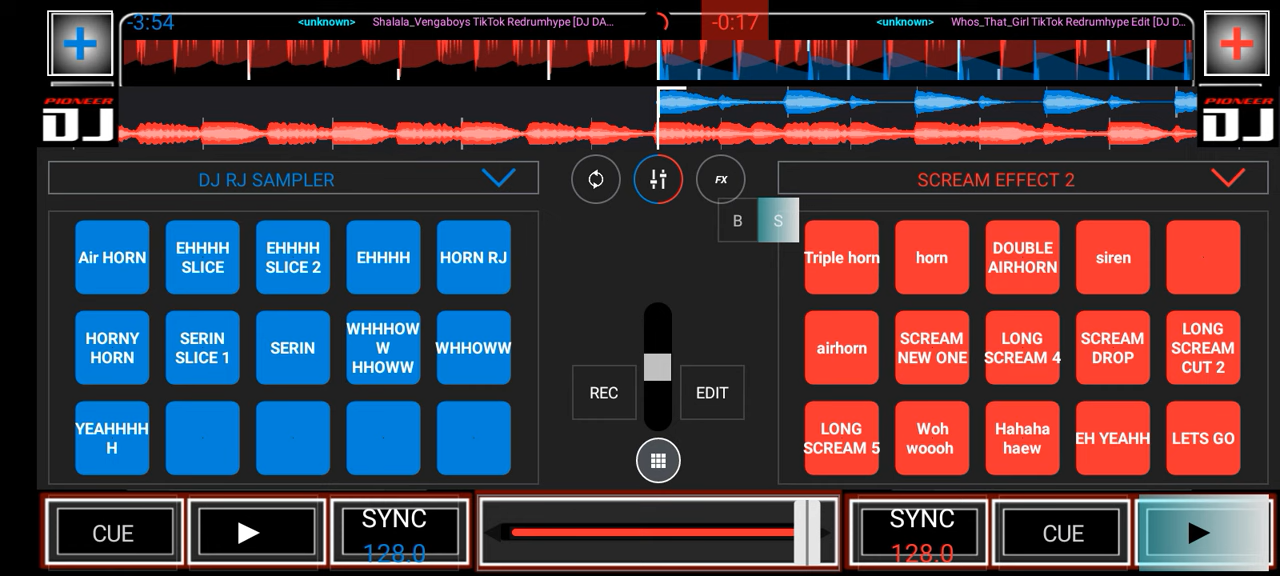 -3:54
<unknown>
Shalala_Vengaboys TikTok Redrumhype [DJ DA...
-0:17
<unknown>
Whos_That_Girl TikTok Redrumhype Edit [DJ D...
PIONEER
DJ
PIONEER
DJ
DJ RJ SAMPLER
FX
SCREAM EFFECT 2
B
S
Air HORN
EHHHH
SLICE
EHHHH
SLICE 2
EHHHH
HORN RJ
HORNY
HORN
SERIN
SLICE 1
SERIN
WHHHOW
W
HHOWW
WHHOWW
YEAHHHH
H
REC
EDIT
Triple horn
horn
DOUBLE
AIRHORN
siren
airhorn
SCREAM
NEW ONE
LONG
SCREAM 4
SCREAM
DROP
LONG
SCREAM
CUT 2
LONG
SCREAM 5
Woh
woooh
Hahaha
haew
EH YEAHH
LETS GO
CUE
SYNC
128.0
SYNC
128.0
CUE